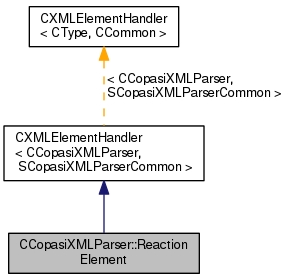 CXMLElementHandler
< CType, CCommon >
< CCopasiXMLParser,
SCopasiXMLParserCommon >
CXMLElementHandler
< CCopasiXMLParser,
SCopasiXMLParserCommon >
CCopasiXMLParser::Reaction
Element